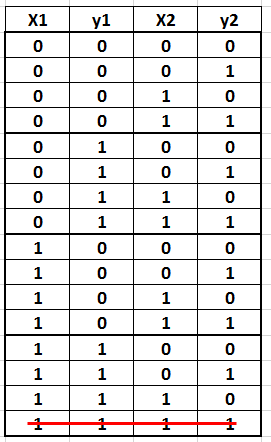 X1 y1 X2 y2
0 0 0 0
0 0 0 1
0 0 1 0
0 0 1 1
0 1 0 0
0 1 0 1
0 1 1 0
0 1 1 1
1 0 0 0
1 0 0 1
1 0 1 0
1 0 1 1
1 1 0 0
1 1 0 1
1 1 1 0
1 1 1 1